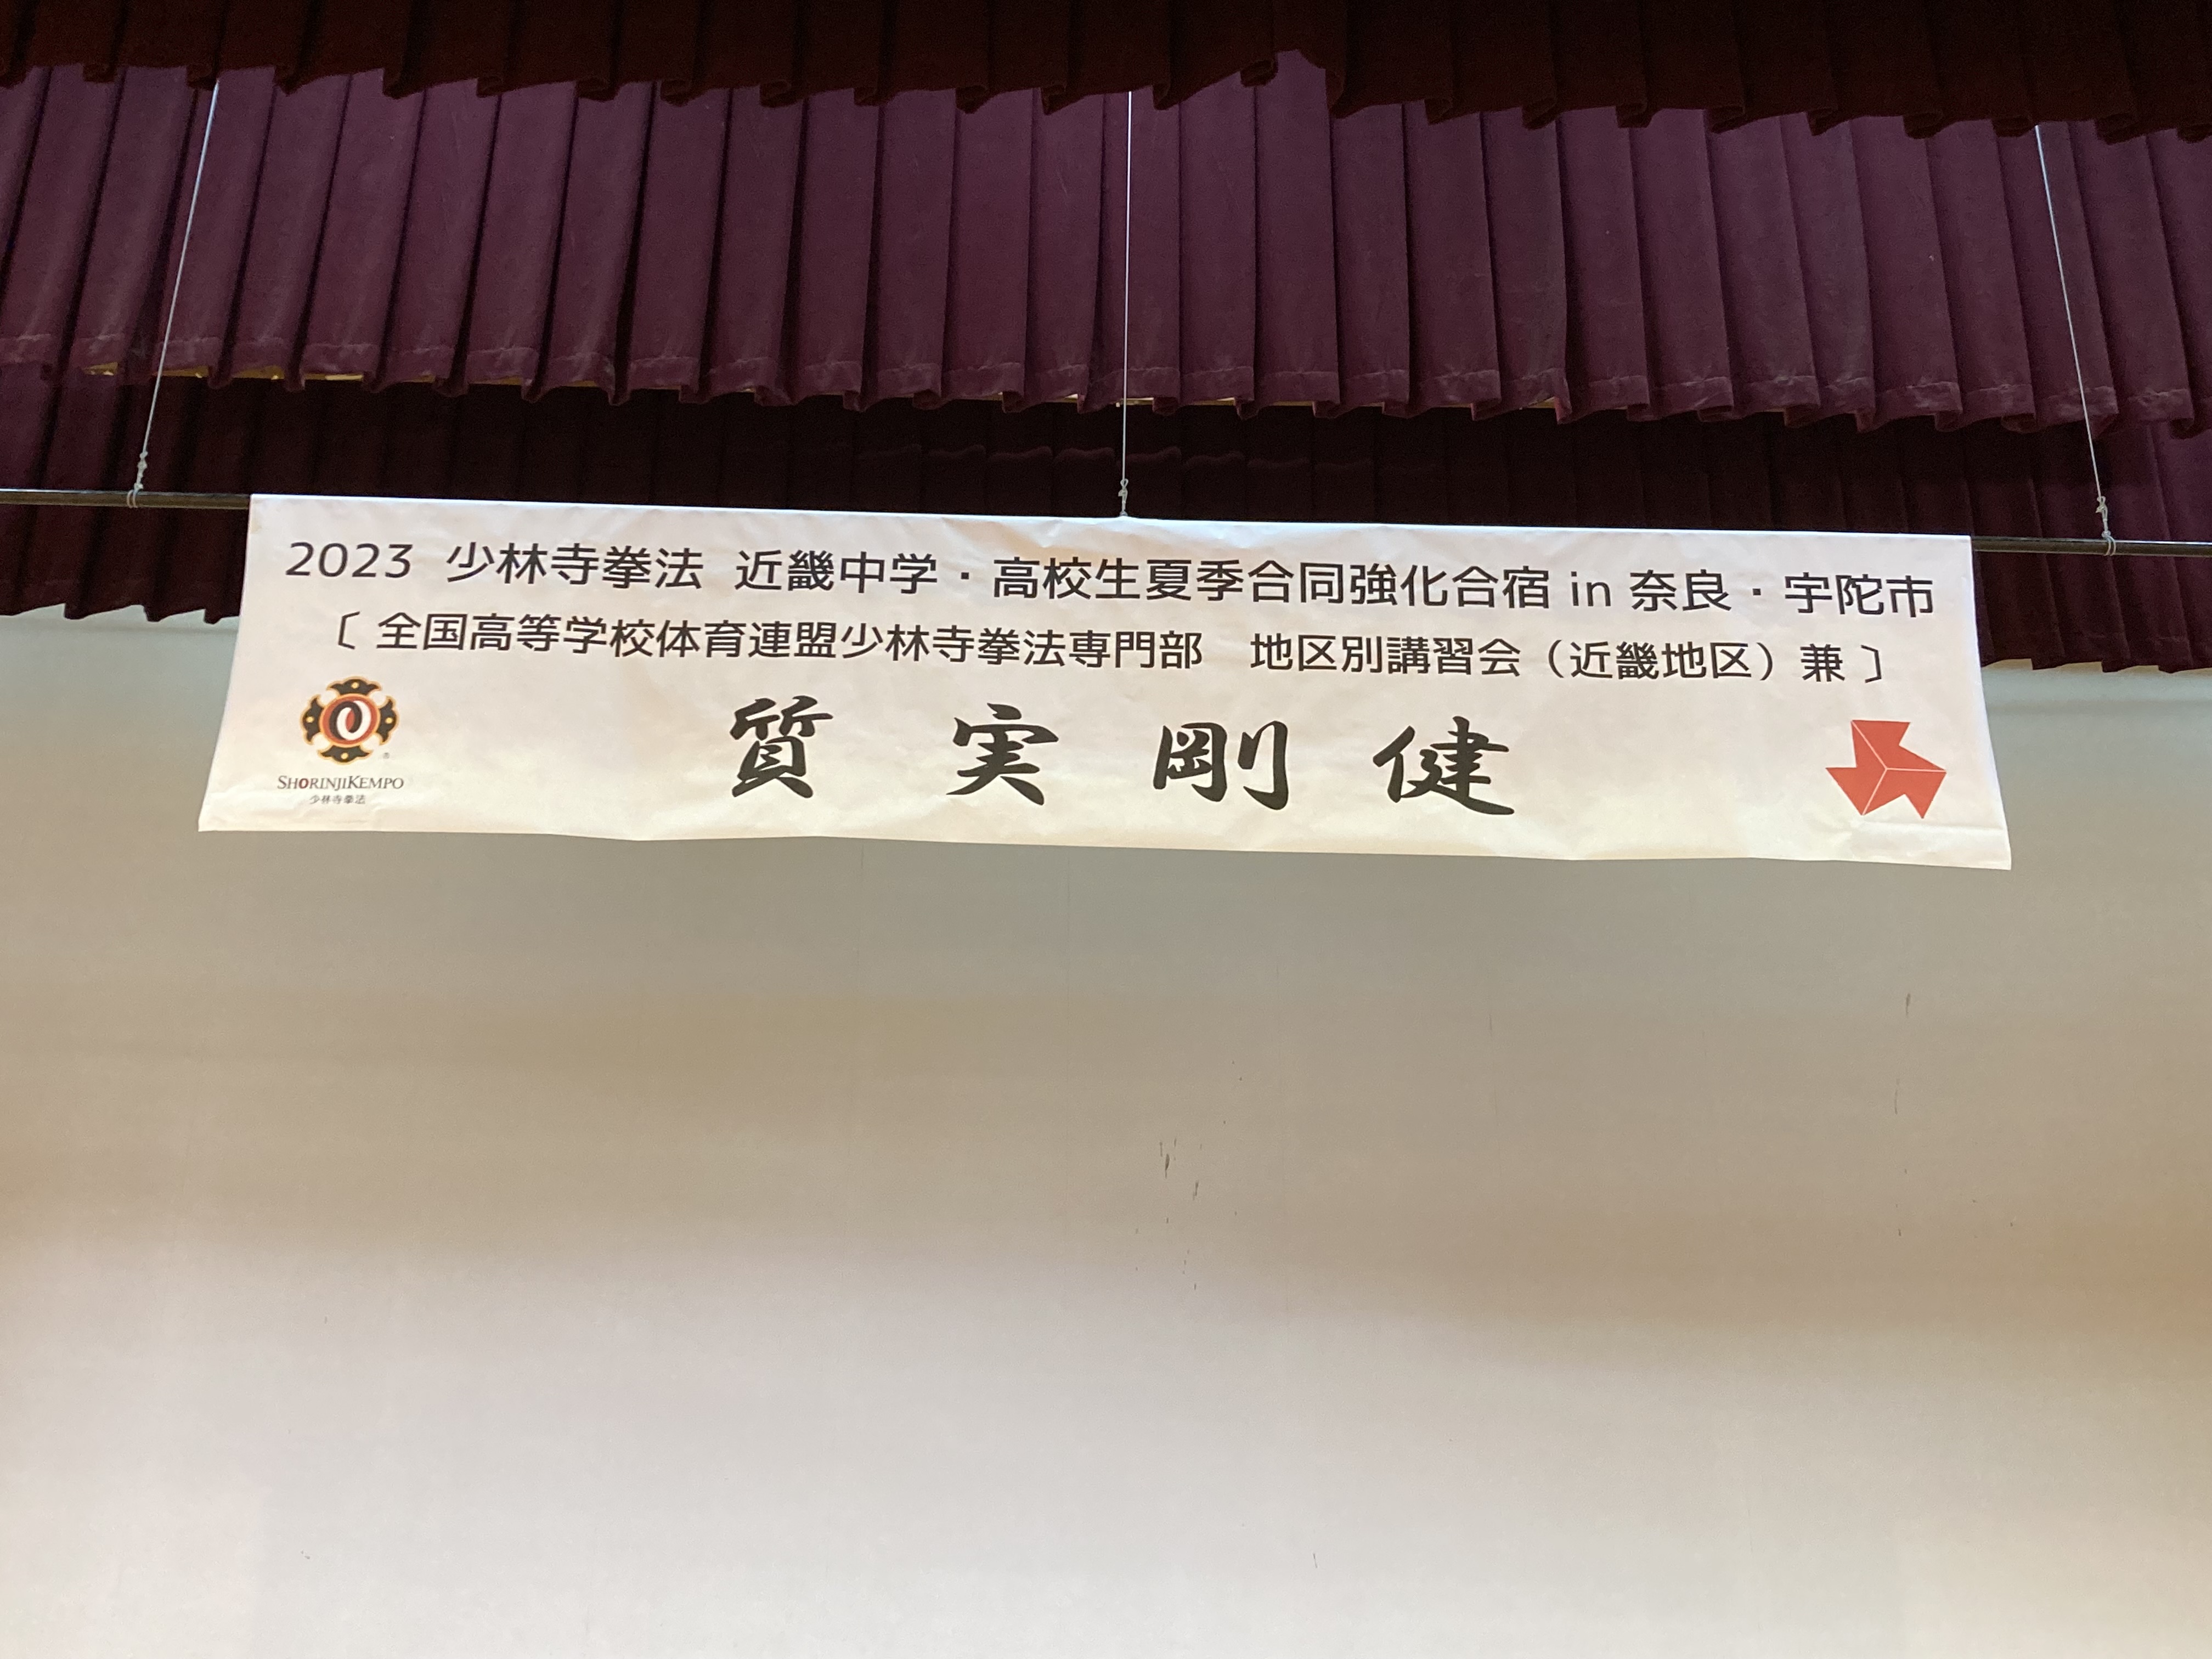 2023 少林寺拳法 近畿中学・高校生夏季合同強化合宿 in 奈良・宇陀市
〔 全国高等学校体育連盟少林寺拳法専門部　地区別講習会（近畿地区）兼 〕
質 実 剛 健
SHORINJIKEMPO
少林寺拳法